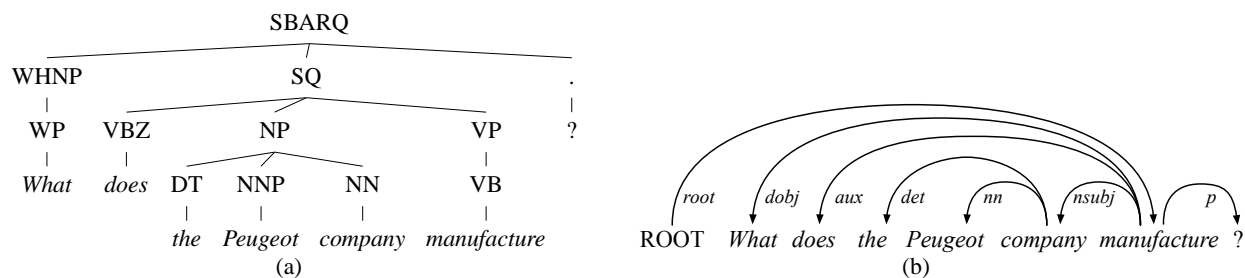 SBARQ
WHNP SQ .
WP VBZ NP VP ?
What does DT NNP NN VB
the Peugeot company manufacture
(a)
root dobj aux det nn nsubj p
ROOT What does the Peugeot company manufacture ?
(b)